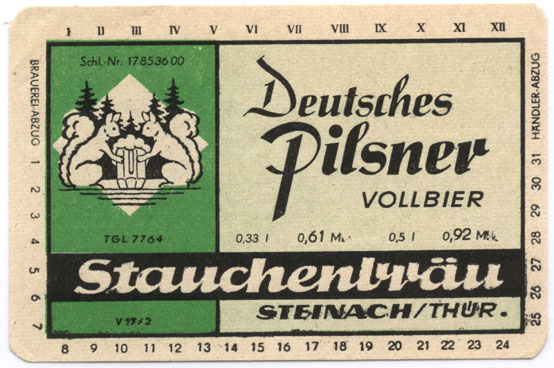 I II III IV V VI VII VIII IX X XI XII
BRAUEREI-ABZUG
HÄNDLER-ABZUG
Schl.-Nr. 17853600
Deutsches
Pilsner
VOLLBIER
TGL 7764
0,33 l 0,61 M. 0,5 l 0,92 M.
Stauchenbräu
STEINACH/THÜR.
1
2
3
4
5
6
7
8 9 10 11 12 13 14 15 16 17 18 19 20 21 22 23 24
25
26
27
28
29
30
31